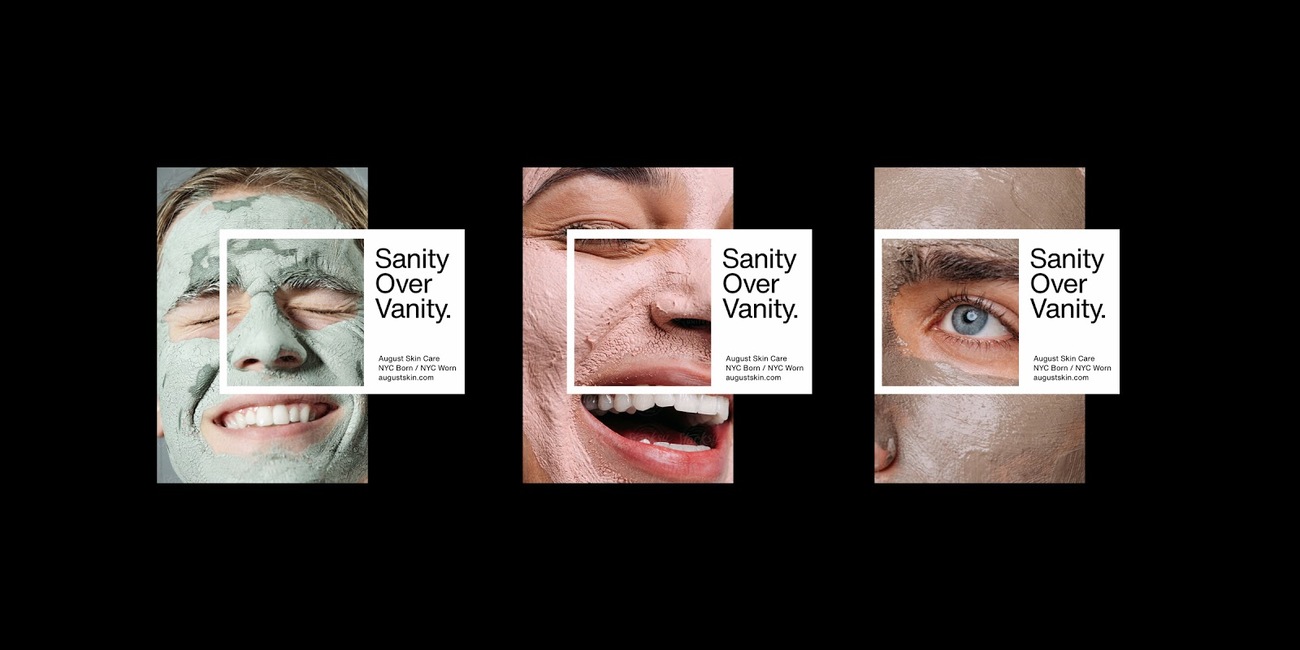 Sanity
Over
Vanity.
August Skin Care
NYC Born / NYC Worn
augustskin.com
Sanity
Over
Vanity.
August Skin Care
NYC Born / NYC Worn
augustskin.com
Sanity
Over
Vanity.
August Skin Care
NYC Born / NYC Worn
augustskin.com